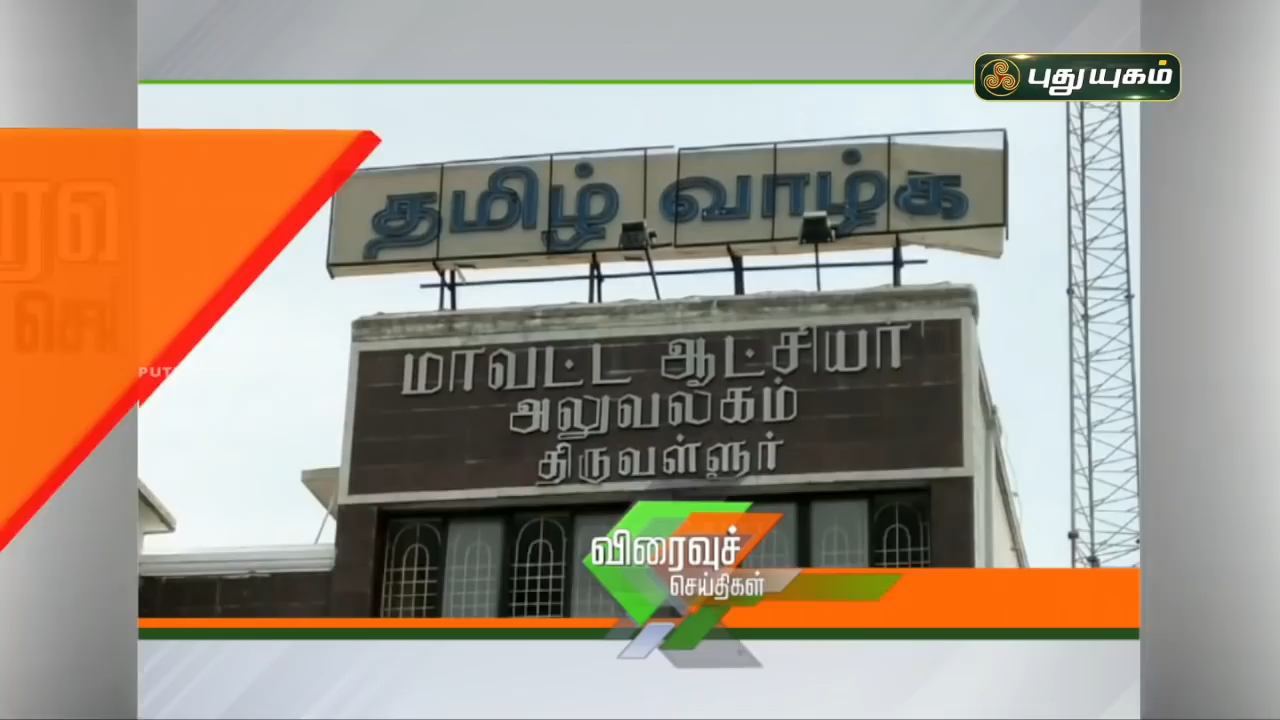 புதுயுகம்
தமிழ் வாழ்க
மாவட்ட ஆட்சியர்
அலுவலகம்
திருவள்ளூர்
விரைவுச்
செய்திகள்